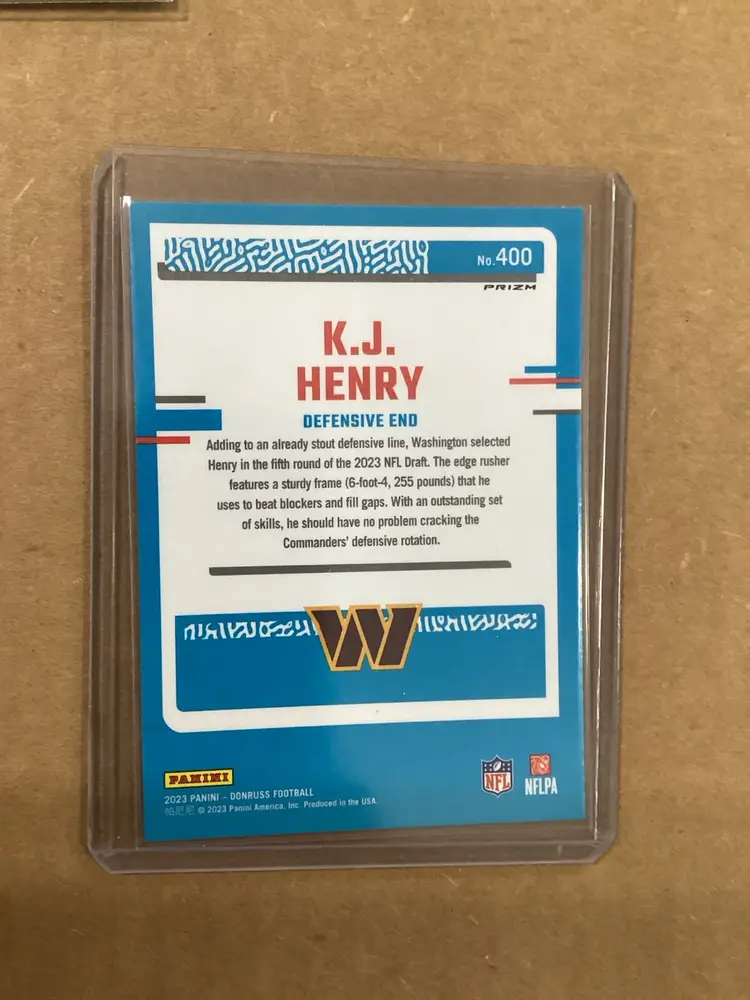 No.400
PRIZM
K.J.
HENRY
DEFENSIVE END
Adding to an already stout defensive line, Washington selected
Henry in the fifth round of the 2023 NFL Draft. The edge rusher
features a sturdy frame (6-foot-4, 255 pounds) that he
uses to beat blockers and fill gaps. With an outstanding set
of skills, he should have no problem cracking the
Commanders' defensive rotation.
W
PANINI
2023 PANINI – DONRUSS FOOTBALL
帕尼尼 © 2023 Panini America, Inc. Produced in the USA.
NFL
NFLPA